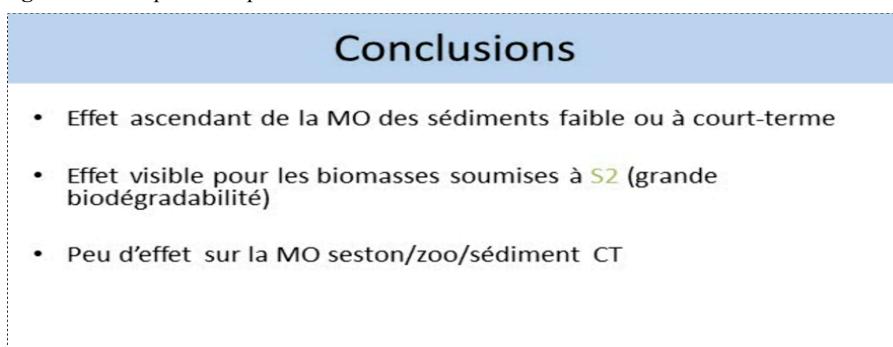 Conclusions
• Effet ascendant de la MO des sédiments faible ou à court-terme
• Effet visible pour les biomasses soumises à S2 (grande
biodégradabilité)
• Peu d'effet sur la MO seston/zoo/sédiment CT